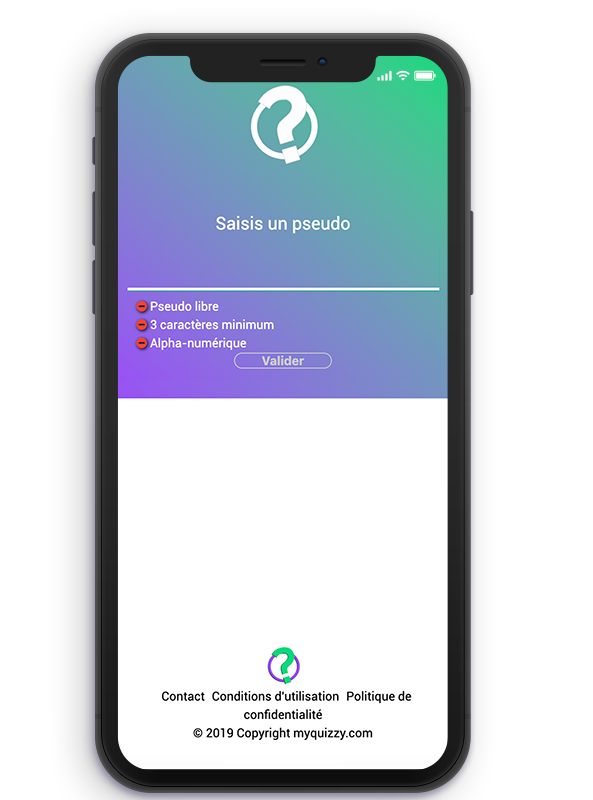 Saisis un pseudo
Pseudo libre
3 caractères minimum
Alpha-numérique
Valider
Contact Conditions d'utilisation Politique de
confidentialité
© 2019 Copyright myquizzy.com